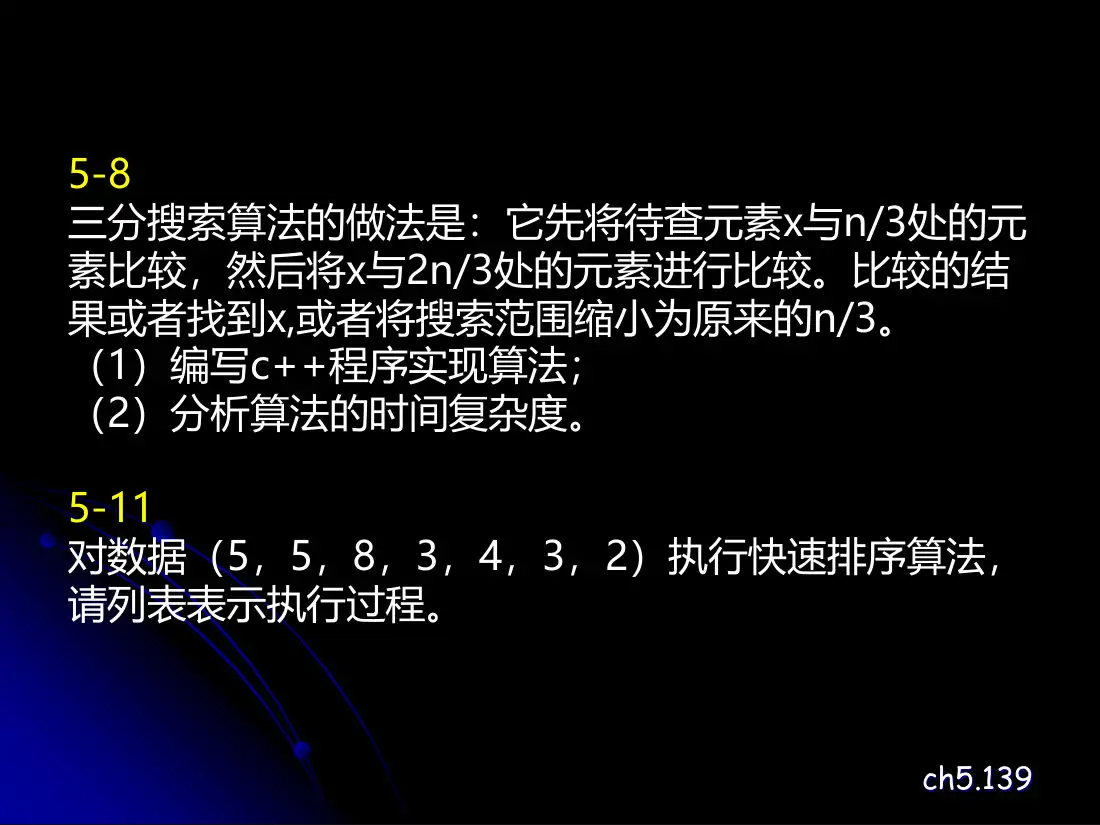 5-8
三分搜索算法的做法是：它先将待查元素x与n/3处的元
素比较，然后将x与2n/3处的元素进行比较。比较的结
果或者找到x,或者将搜索范围缩小为原来的n/3。
（1）编写c++程序实现算法；
（2）分析算法的时间复杂度。
5-11
对数据（5，5，8，3，4，3，2）执行快速排序算法，
请列表表示执行过程。
ch5.139